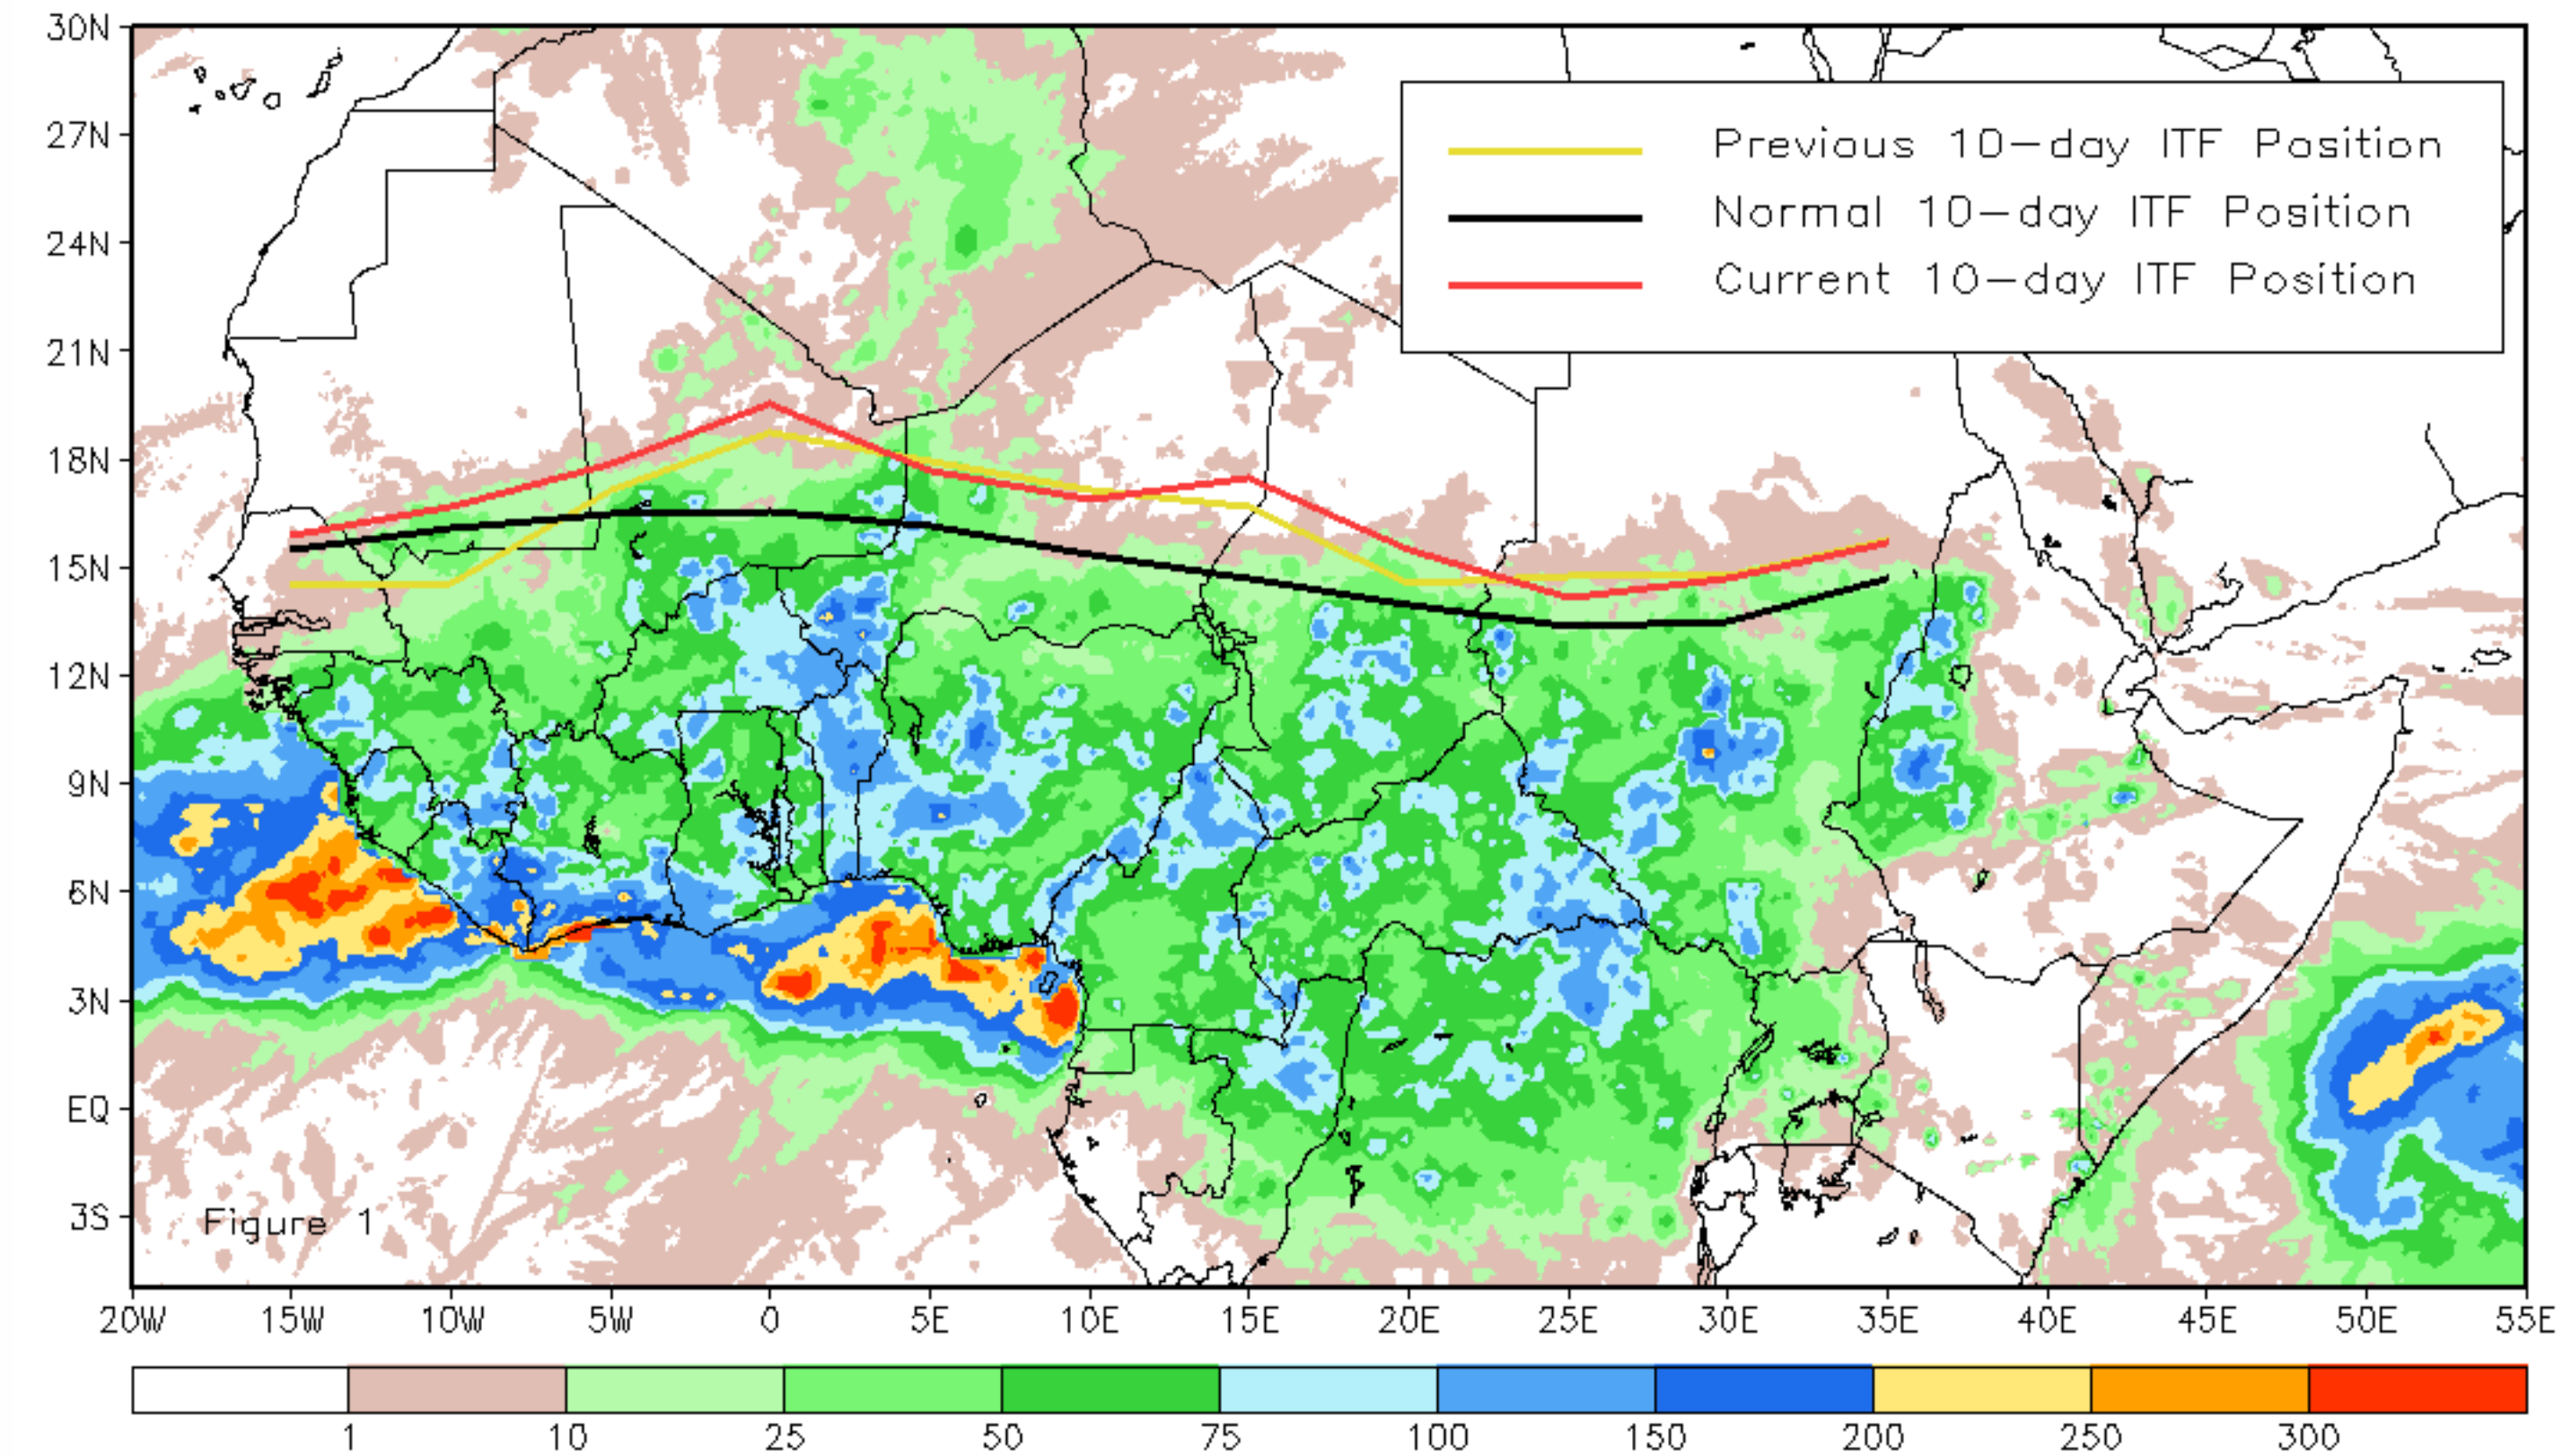 30N
27N
24N
21N
18N
15N
12N
9N
6N
3N
EQ
3S
Previous 10-day ITF Position
Normal 10-day ITF Position
Current 10-day ITF Position
Figure 1
20W 15W 10W 5W 0 5E 10E 15E 20E 25E 30E 35E 40E 45E 50E 55E
1 10 25 50 75 100 150 200 250 300